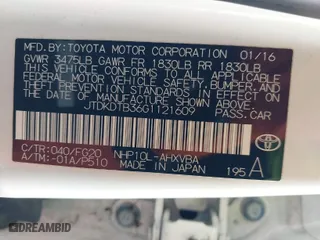 MFD. BY: TOYOTA MOTOR CORPORATION 01/16
GVWR 3475LB GAWR FR 1830LB RR 1830LB
THIS VEHICLE CONFORMS TO ALL APPLICABLE
FEDERAL MOTOR VEHICLE SAFETY, BUMPER, AND
THEFT PREVENTION STANDARDS IN EFFECT ON THE
DATE OF MANUFACTURE SHOWN ABOVE.
JTDKDTB36G1121609 PASS.CAR
C/TR: 040/FG20 NHP10L-AHXVBA
A/TM: -01A/P510 MADE IN JAPAN 195 A
TOYOTA
DREAMBID